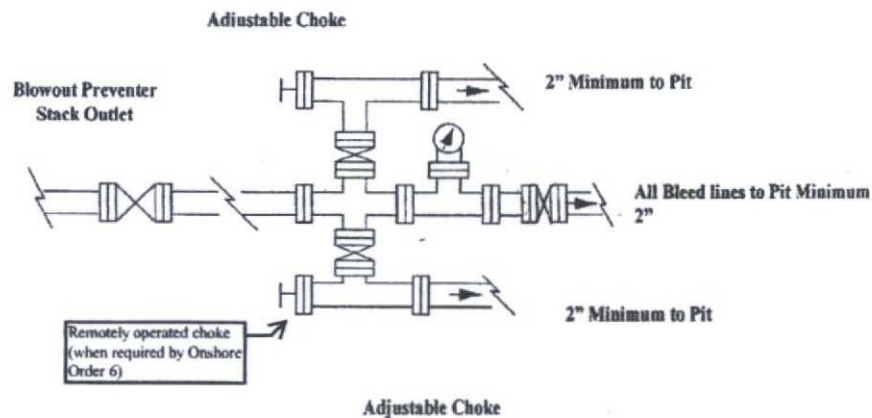 Adjustable Choke
Blowout Preventer
Stack Outlet
2” Minimum to Pit
All Bleed lines to Pit Minimum
2”
2” Minimum to Pit
Remotely operated choke
(when required by Onshore
Order 6)
Adjustable Choke